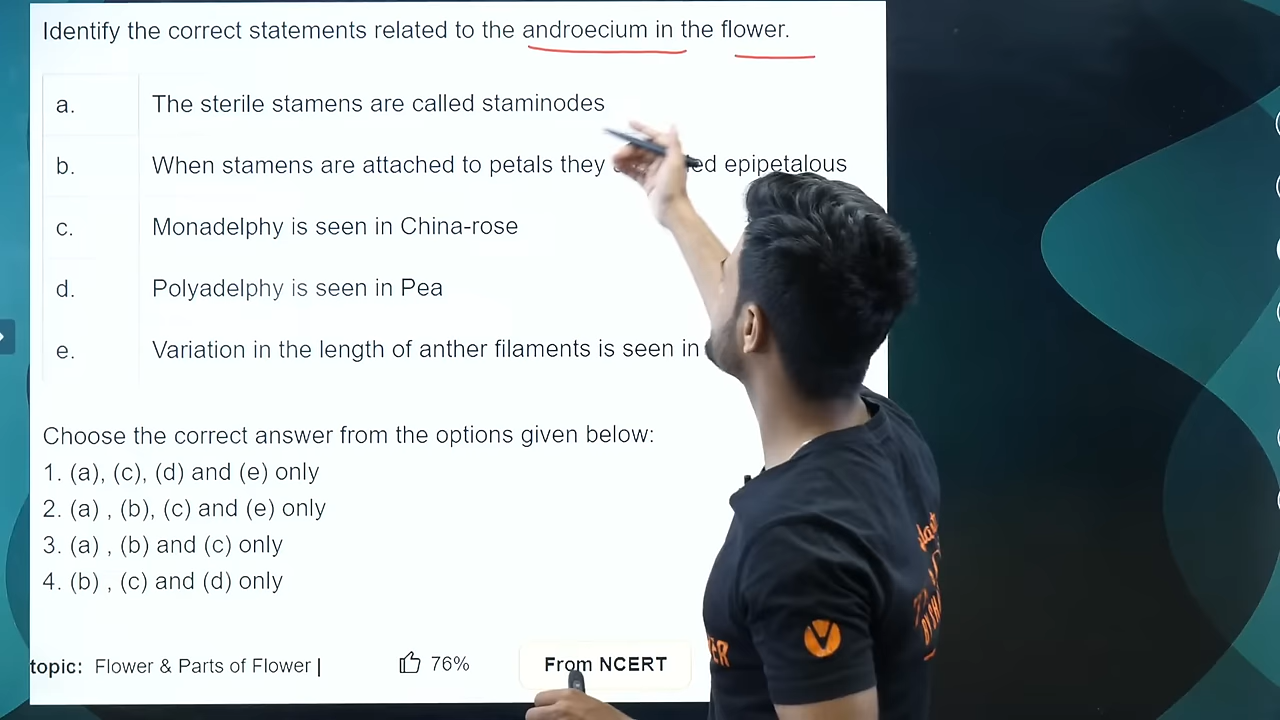 Identify the correct statements related to the androecium in the flower.
a. The sterile stamens are called staminodes
b. When stamens are attached to petals they epipetalous
c. Monadelphy is seen in China-rose
d. Polyadelphy is seen in Pea
e. Variation in the length of anther filaments is seen in
Choose the correct answer from the options given below:
1. (a), (c), (d) and (e) only
2. (a) , (b), (c) and (e) only
3. (a) , (b) and (c) only
4. (b) , (c) and (d) only
topic: Flower & Parts of Flower |
76%
From NCERT